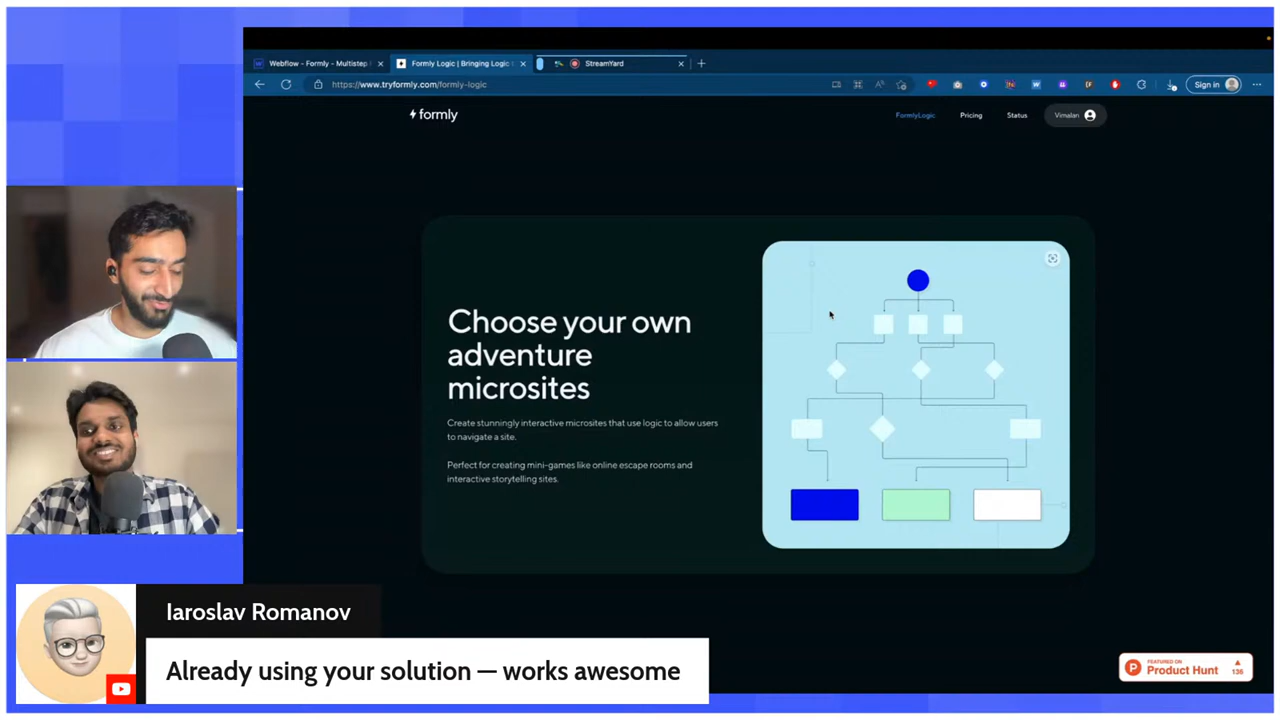 Webflow - Formly - Multistep
Formly Logic | Bringing Logic
StreamYard
https://www.tryformly.com/formly-logic
Sign in
formly
FormlyLogic
Pricing
Status
Vimalan
Choose your own
adventure
microsites
Create stunningly interactive microsites that use logic to allow users
to navigate a site.
Perfect for creating mini-games like online escape rooms and
interactive storytelling sites.
Iaroslav Romanov
Already using your solution — works awesome
FEATURED ON
Product Hunt
136